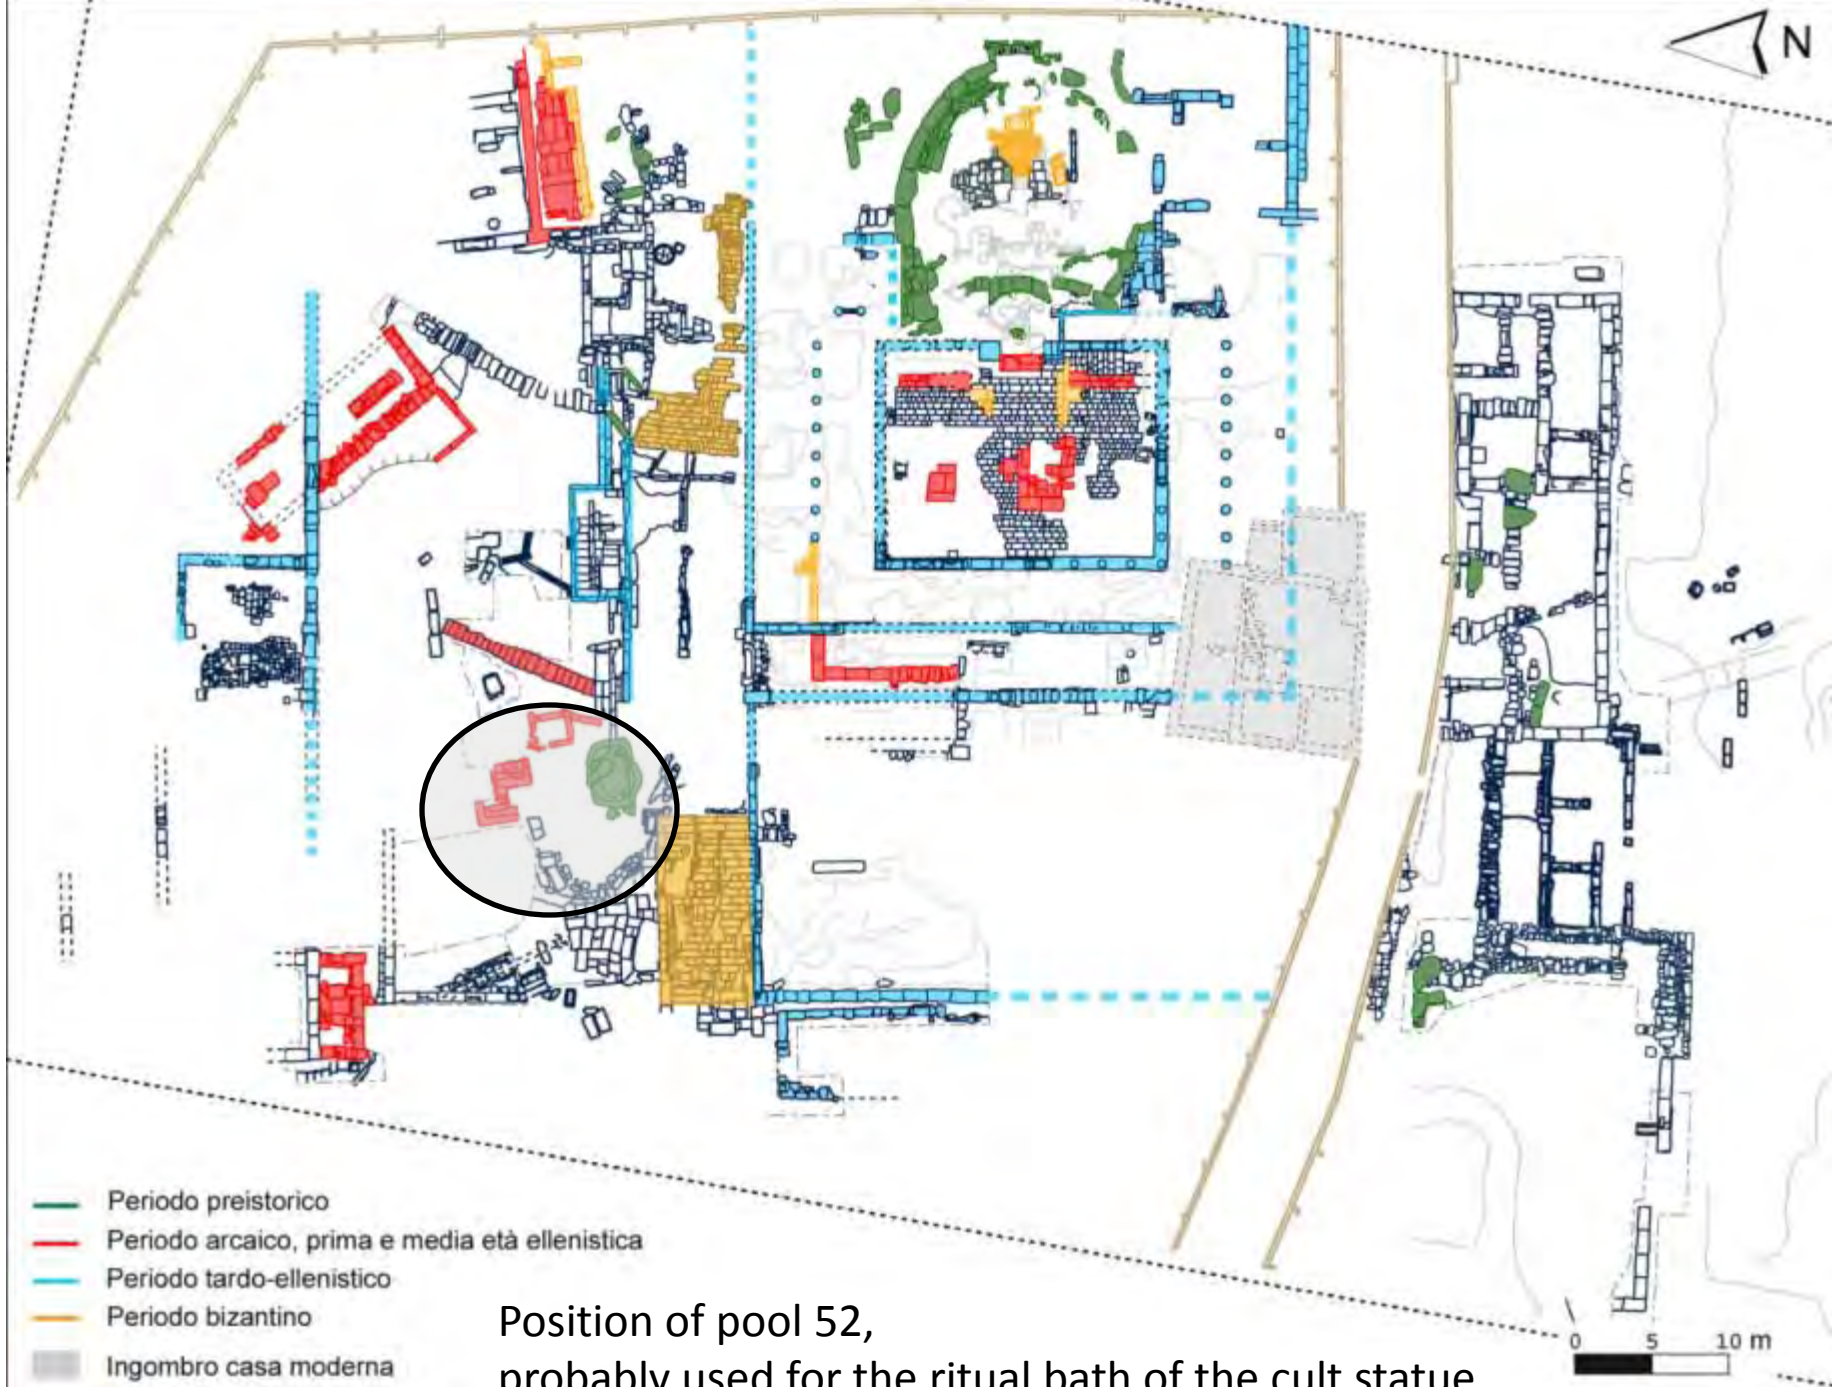 N
Periodo preistorico
Periodo arcaico, prima e media età ellenistica
Periodo tardo-ellenistico
Periodo bizantino
Ingombro casa moderna
Position of pool 52,
probably used for the ritual bath of the cult statue
0 5 10 m